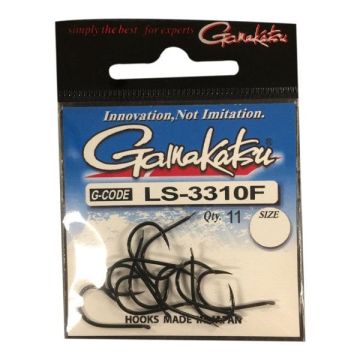 simply the best for experts
Gamakatsu
Innovation, Not Imitation.
Gamakatsu
G-CODE LS-3310F
Qty. 11 SIZE
HOOKS MADE IN JAPAN